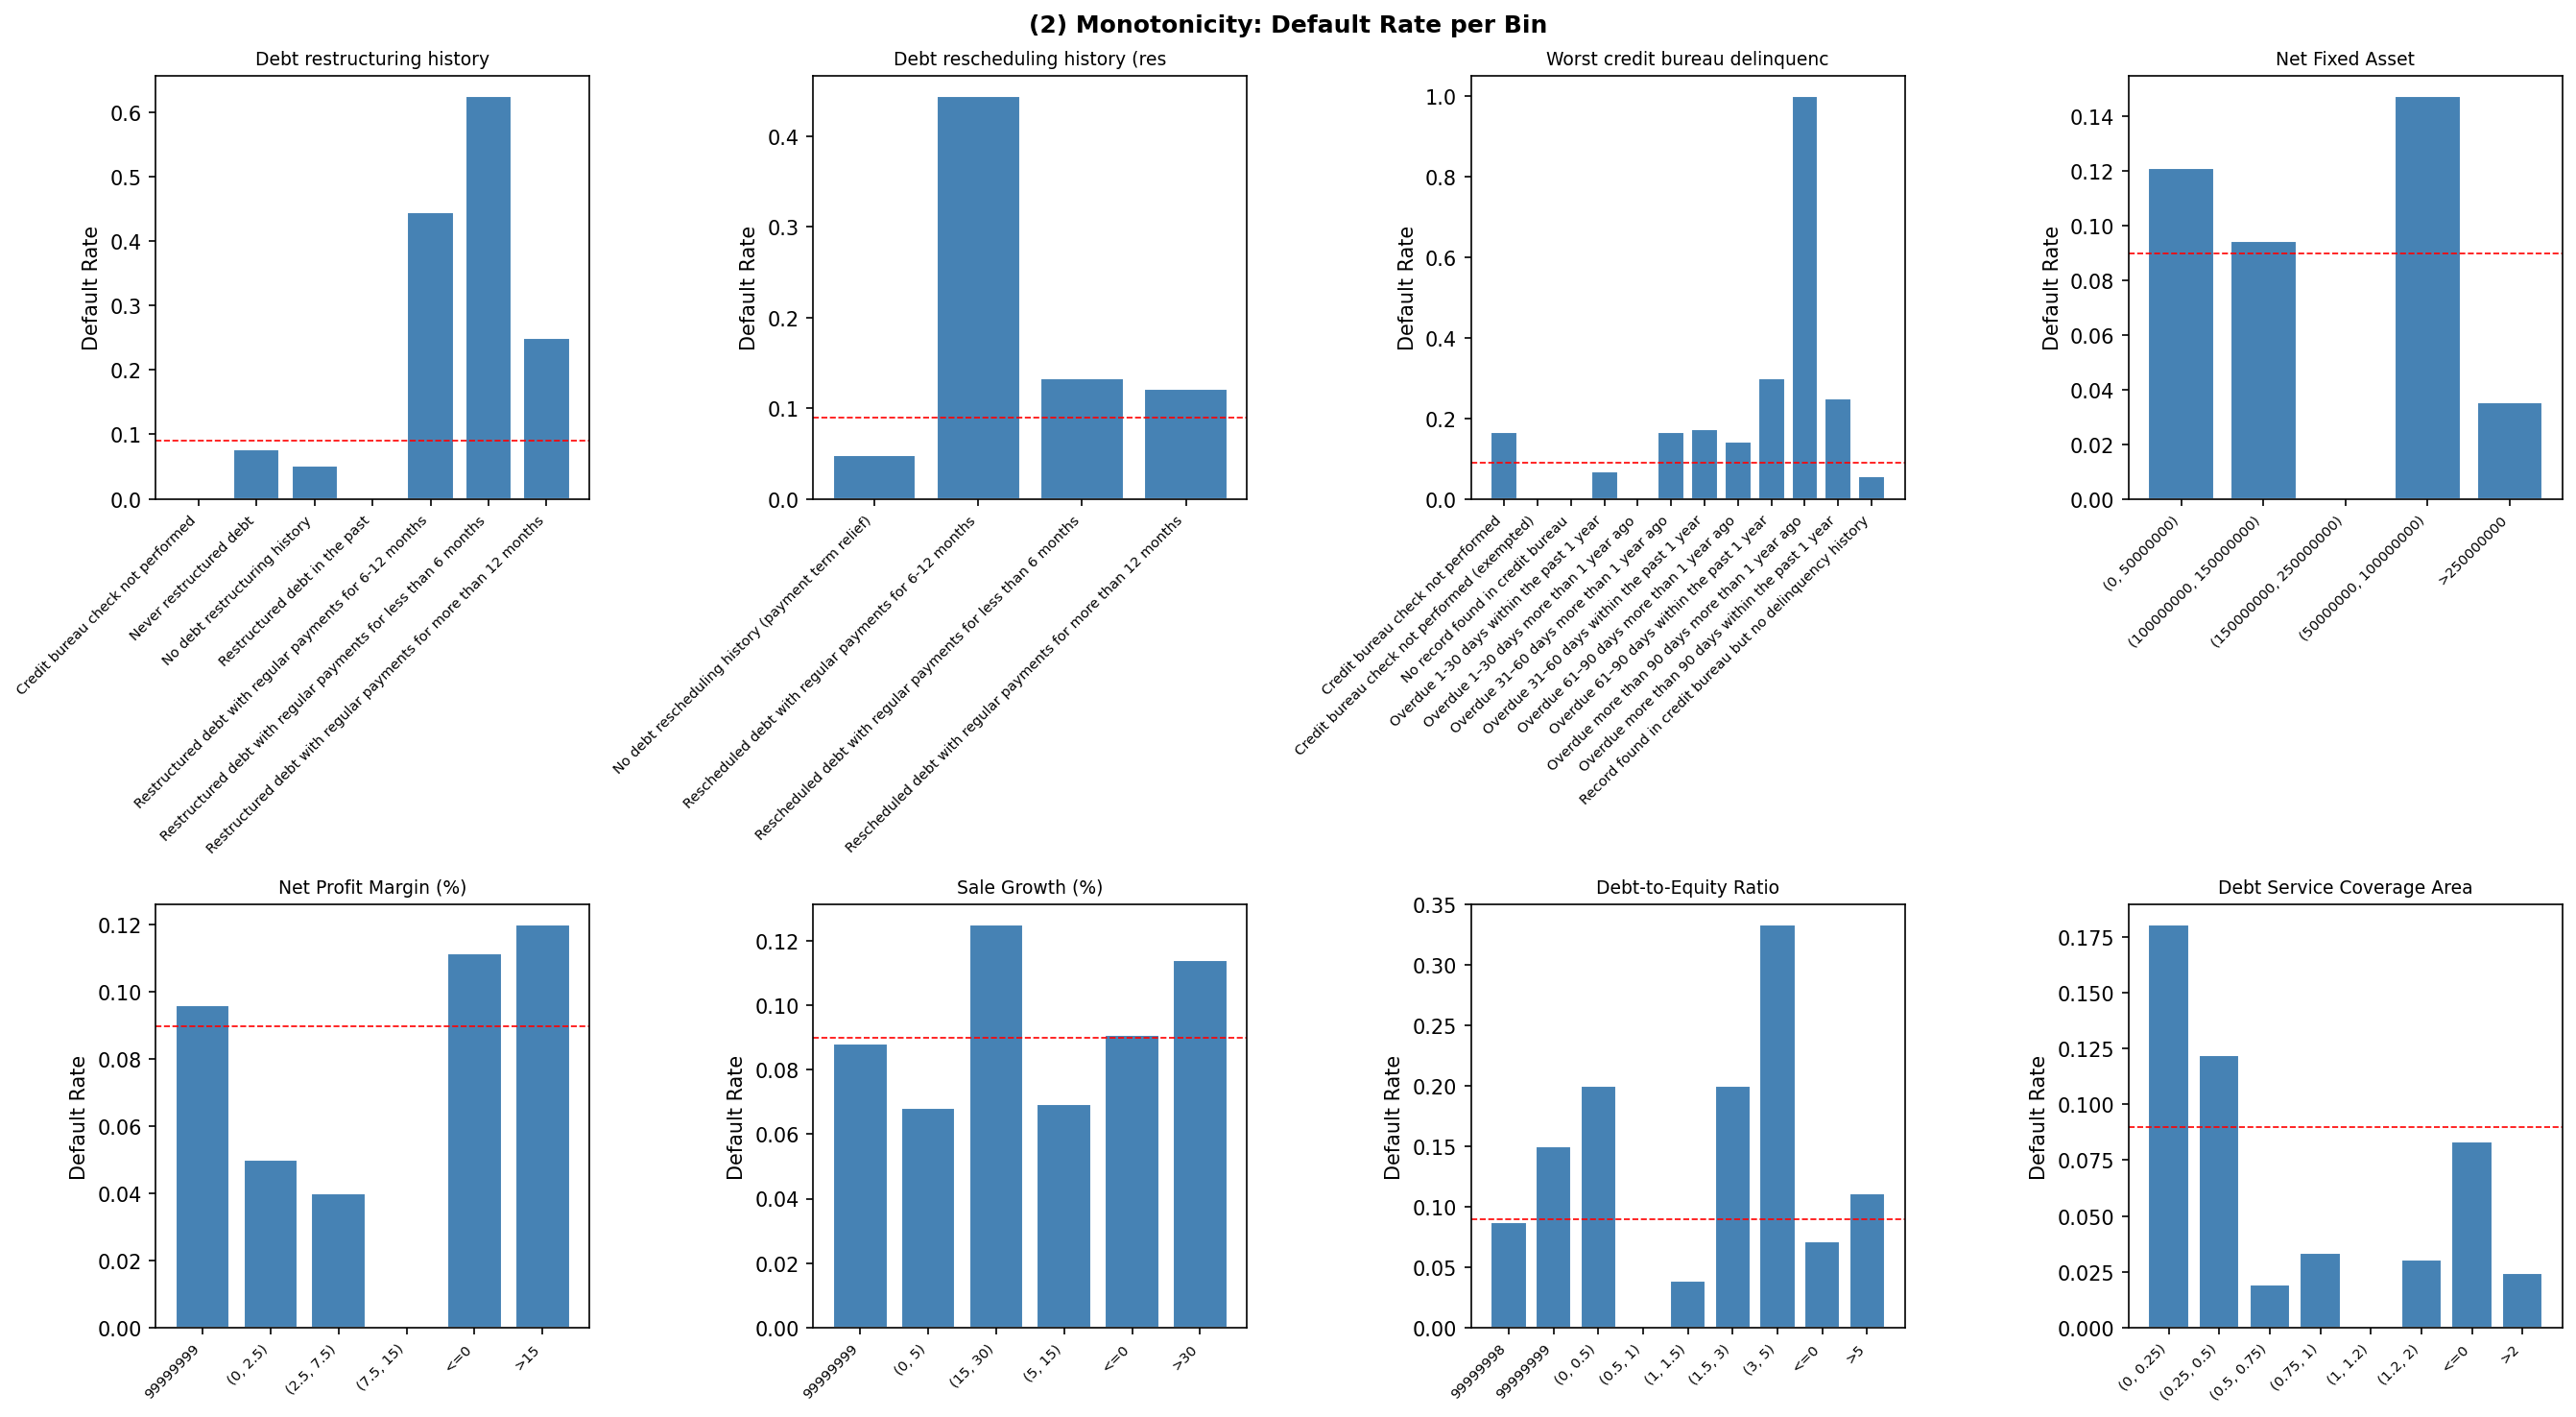 (2) Monotonicity: Default Rate per Bin
Debt restructuring history
Default Rate
0.6
0.5
0.4
0.3
0.2
0.1
0.0
Credit bureau check not performed
Never restructured debt
No debt restructuring history
Restructured debt in the past
Restructured debt with regular payments for 6-12 months
Restructured debt with regular payments for less than 6 months
Restructured debt with regular payments for more than 12 months
Debt rescheduling history (res
Default Rate
0.4
0.3
0.2
0.1
0.0
No debt rescheduling history (payment term relief)
Rescheduled debt with regular payments for 6-12 months
Rescheduled debt with regular payments for less than 6 months
Rescheduled debt with regular payments for more than 12 months
Worst credit bureau delinquenc
Default Rate
1.0
0.8
0.6
0.4
0.2
0.0
Credit bureau check not performed
Credit bureau check not performed (exempted)
No record found in credit bureau
Overdue 1–30 days within the past 1 year
Overdue 1–30 days more than 1 year ago
Overdue 31–60 days more than 1 year ago
Overdue 31–60 days within the past 1 year
Overdue 61–90 days more than 1 year ago
Overdue 61–90 days within the past 1 year
Overdue more than 90 days more than 1 year ago
Overdue more than 90 days within the past 1 year
Record found in credit bureau but no delinquency history
Net Fixed Asset
Default Rate
0.14
0.12
0.10
0.08
0.06
0.04
0.02
0.00
(0, 50000000)
(100000000, 150000000)
(150000000, 250000000)
(50000000, 100000000)
>250000000
Net Profit Margin (%)
Default Rate
0.12
0.10
0.08
0.06
0.04
0.02
0.00
99999999
(0, 2.5)
(2.5, 7.5)
(7.5, 15)
<=0
>15
Sale Growth (%)
Default Rate
0.12
0.10
0.08
0.06
0.04
0.02
0.00
99999999
(0, 5)
(15, 30)
(5, 15)
<=0
>30
Debt-to-Equity Ratio
Default Rate
0.35
0.30
0.25
0.20
0.15
0.10
0.05
0.00
99999998
99999999
(0, 0.5)
(0.5, 1)
(1, 1.5)
(1.5, 3)
(3, 5)
<=0
>5
Debt Service Coverage Area
Default Rate
0.175
0.150
0.125
0.100
0.075
0.050
0.025
0.000
(0, 0.25)
(0.25, 0.5)
(0.5, 0.75)
(0.75, 1)
(1, 1.2)
(1.2, 2)
<=0
>2